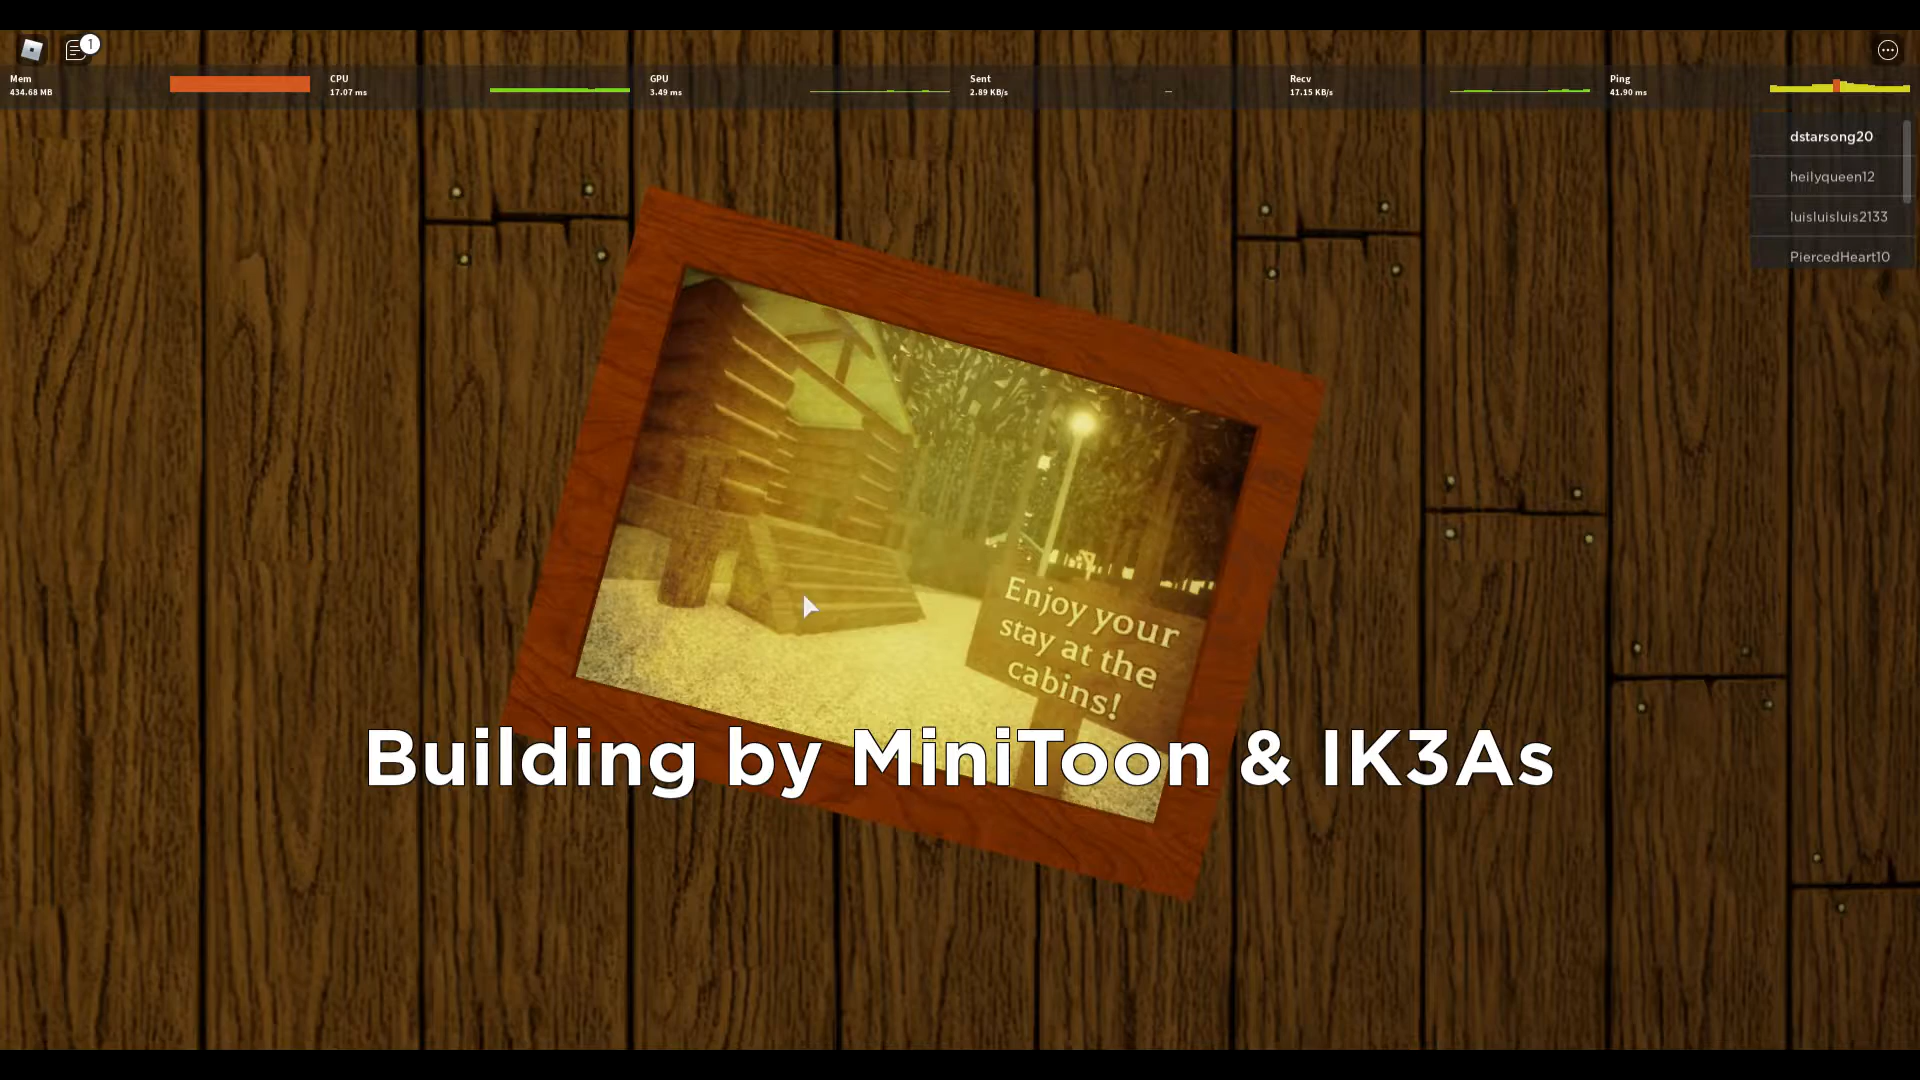 1
Mem
434.68 MB
CPU
17.07 ms
GPU
3.49 ms
Sent
2.89 KB/s
Recv
17.15 KB/s
Ping
41.90 ms
dstarsong20
heilyqueen12
luisluisluis2133
PiercedHeart10
Enjoy your
stay at the
cabins!
Building by MiniToon & IK3As